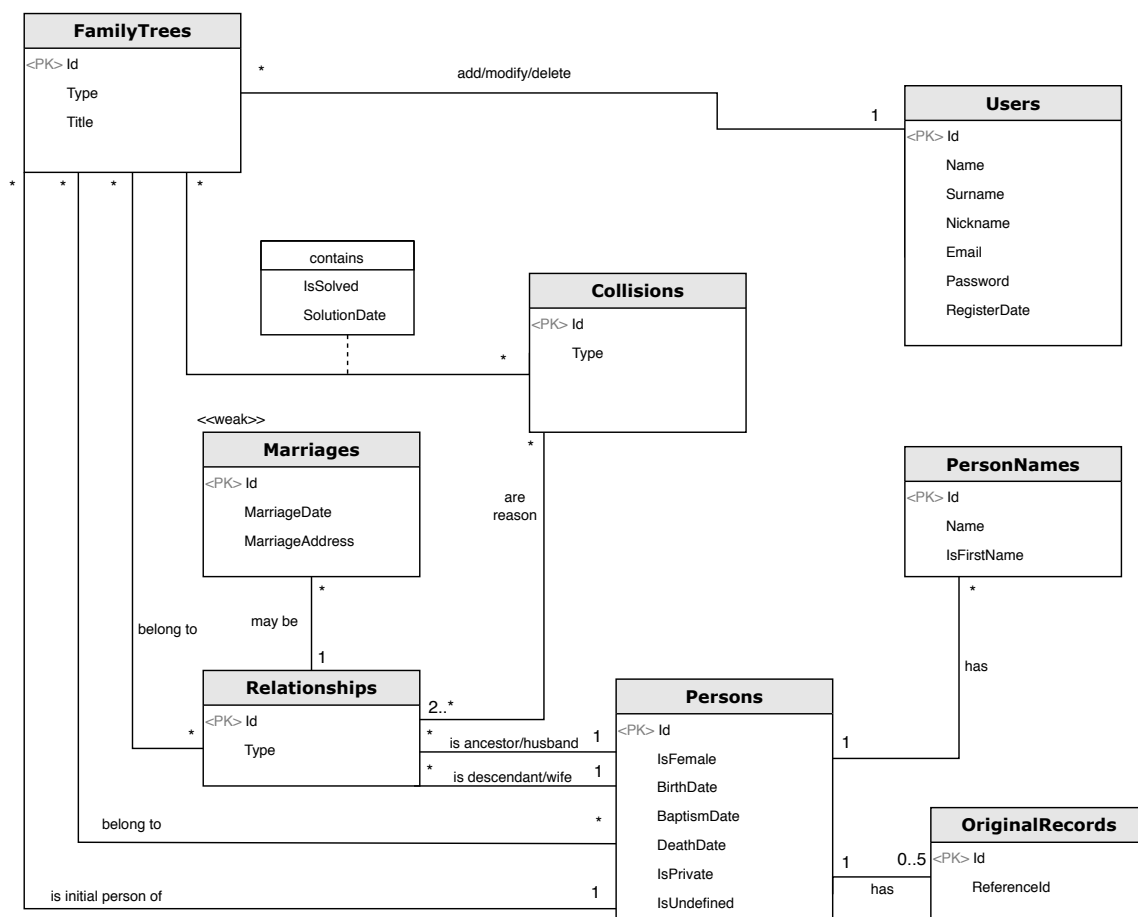 FamilyTrees
<PK> Id
Type
Title
* add/modify/delete
1
Users
<PK> Id
Name
Surname
Nickname
Email
Password
RegisterDate
* * * *
contains
IsSolved
SolutionDate
Collisions
<PK> Id
Type
*
*
<<weak>>
Marriages
<PK> Id
MarriageDate
MarriageAddress
are
reason
PersonNames
<PK> Id
Name
IsFirstName
*
*
belong to
may be
1
has
Relationships
<PK> Id
Type
2..*
*
* is ancestor/husband 1
* is descendant/wife 1
Persons
<PK> Id
IsFemale
BirthDate
BaptismDate
DeathDate
IsPrivate
IsUndefined
1
belong to *
is initial person of 1
1 0..5
has
OriginalRecords
<PK> Id
ReferenceId